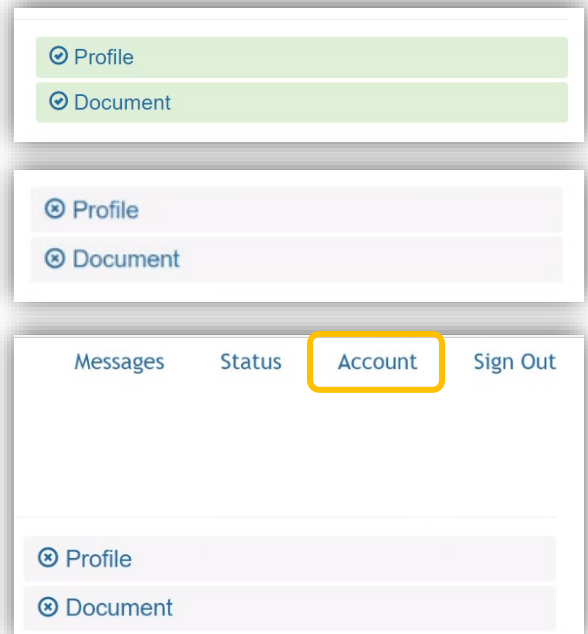 Profile
Document
Profile
Document
Messages Status Account Sign Out
Profile
Document